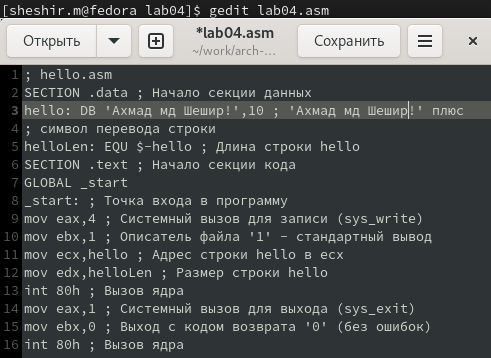 [sheshir.m@fedora lab04]$ gedit lab04.asm
Открыть
*lab04.asm
~/work/arch-...
Сохранить
1 ; hello.asm
2 SECTION .data ; Начало секции данных
3 hello: DB 'Ахмад мд Шешир!',10 ; 'Ахмад мд Шешир!' плюс
4 ; символ перевода строки
5 helloLen: EQU $-hello ; Длина строки hello
6 SECTION .text ; Начало секции кода
7 GLOBAL _start
8 _start: ; Точка входа в программу
9 mov eax,4 ; Системный вызов для записи (sys_write)
10 mov ebx,1 ; Описатель файла '1' - стандартный вывод
11 mov ecx,hello ; Адрес строки hello в ecx
12 mov edx,helloLen ; Размер строки hello
13 int 80h ; Вызов ядра
14 mov eax,1 ; Системный вызов для выхода (sys_exit)
15 mov ebx,0 ; Выход с кодом возврата '0' (без ошибок)
16 int 80h ; Вызов ядра